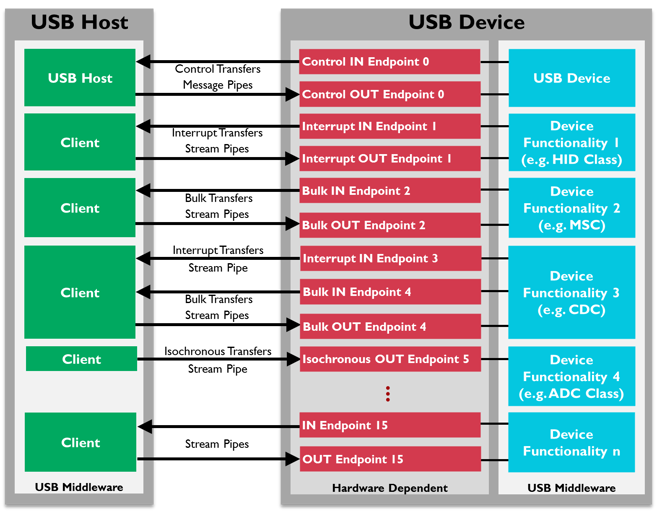 USB Host
USB Device
USB Host
Control Transfers
Message Pipes
Control IN Endpoint 0
Control OUT Endpoint 0
USB Device
Client
Interrupt Transfers
Stream Pipes
Interrupt IN Endpoint 1
Interrupt OUT Endpoint 1
Device
Functionality 1
(e.g. HID Class)
Client
Bulk Transfers
Stream Pipes
Bulk IN Endpoint 2
Bulk OUT Endpoint 2
Device
Functionality 2
(e.g. MSC)
Client
Interrupt Transfers
Stream Pipe
Bulk Transfers
Stream Pipes
Interrupt IN Endpoint 3
Bulk IN Endpoint 4
Bulk OUT Endpoint 4
Device
Functionality 3
(e.g. CDC)
Client
Isochronous Transfers
Stream Pipe
Isochronous OUT Endpoint 5
Device
Functionality 4
(e.g. ADC Class)
Client
Stream Pipes
IN Endpoint 15
OUT Endpoint 15
Device
Functionality n
USB Middleware
Hardware Dependent
USB Middleware